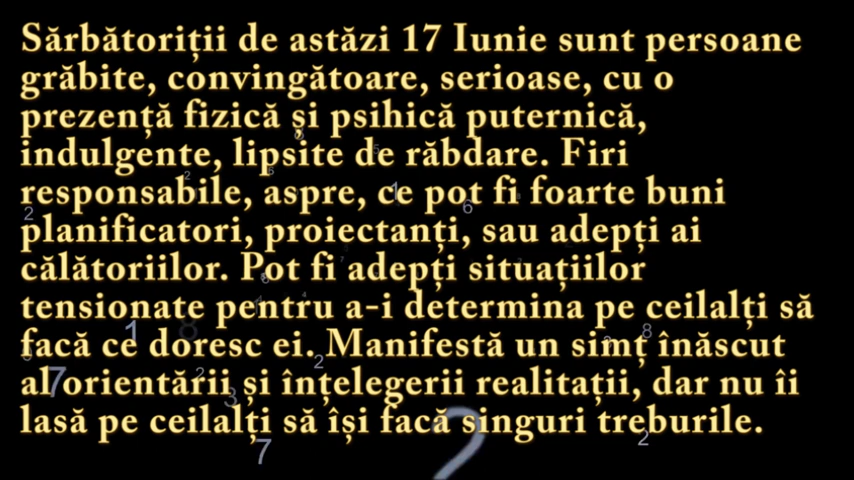 Sărbătoriții de astăzi 17 Iunie sunt persoane
grăbite, convingătoare, serioase, cu o
prezență fizică și psihică puternică,
indulgente, lipsite de răbdare. Firi
responsabile, aspre, ce pot fi foarte buni
planificatori, proiectanți, sau adepți ai
călătoriilor. Pot fi adepți situațiilor
tensionate pentru a-i determina pe ceilalți să
facă ce doresc ei. Manifestă un simț înăscut
al orientării și înțelegerii realitații, dar nu îi
lasă pe ceilalți să își facă singuri treburile.